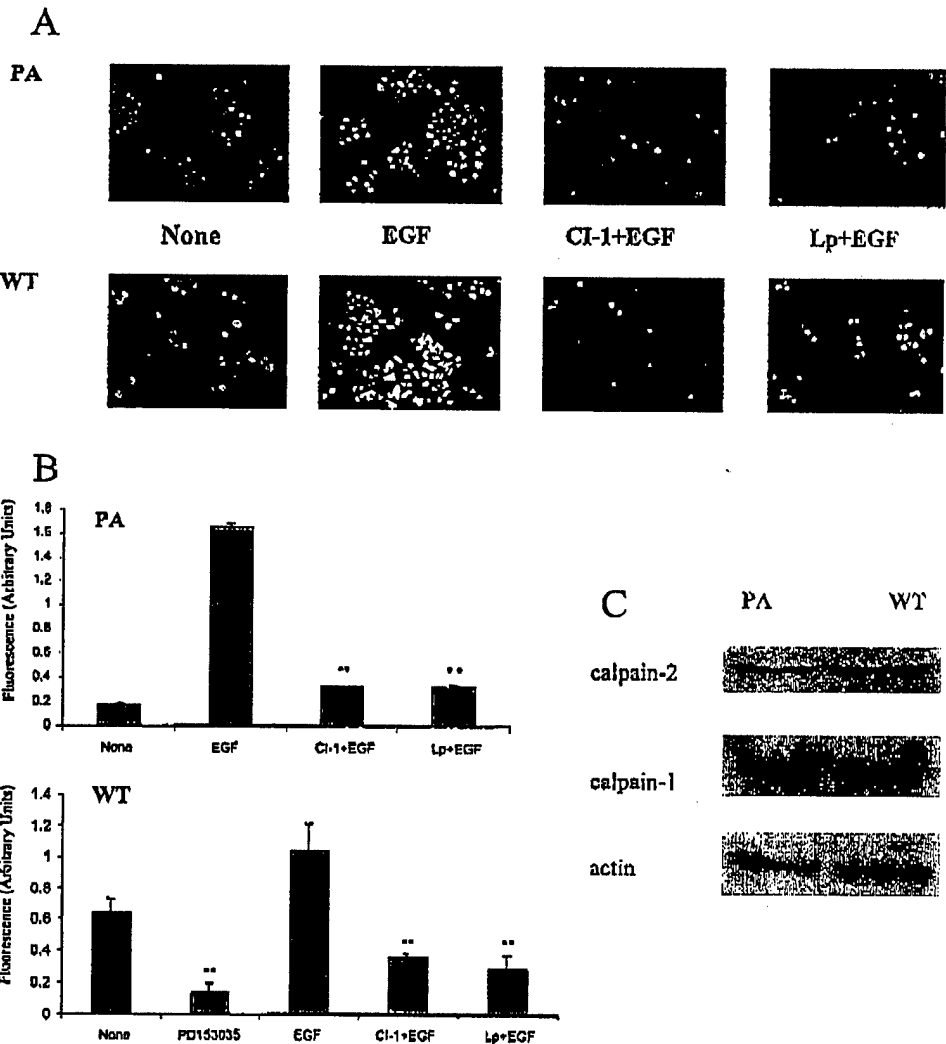 A
PA
None EGF CI-1+EGF Lp+EGF
WT
B
Fluorescence (Arbitrary Units)
1.8
1.6
1.4
1.2
1
0.8
0.6
0.4
0.2
0
PA
** **
None EGF CI-1+EGF Lp+EGF
Fluorescence (Arbitrary Units)
1.4
1.2
1
0.8
0.6
0.4
0.2
0
WT
** ** ** **
None PD153035 EGF CI-1+EGF Lp+EGF
C
PA WT
calpain-2
calpain-1
actin